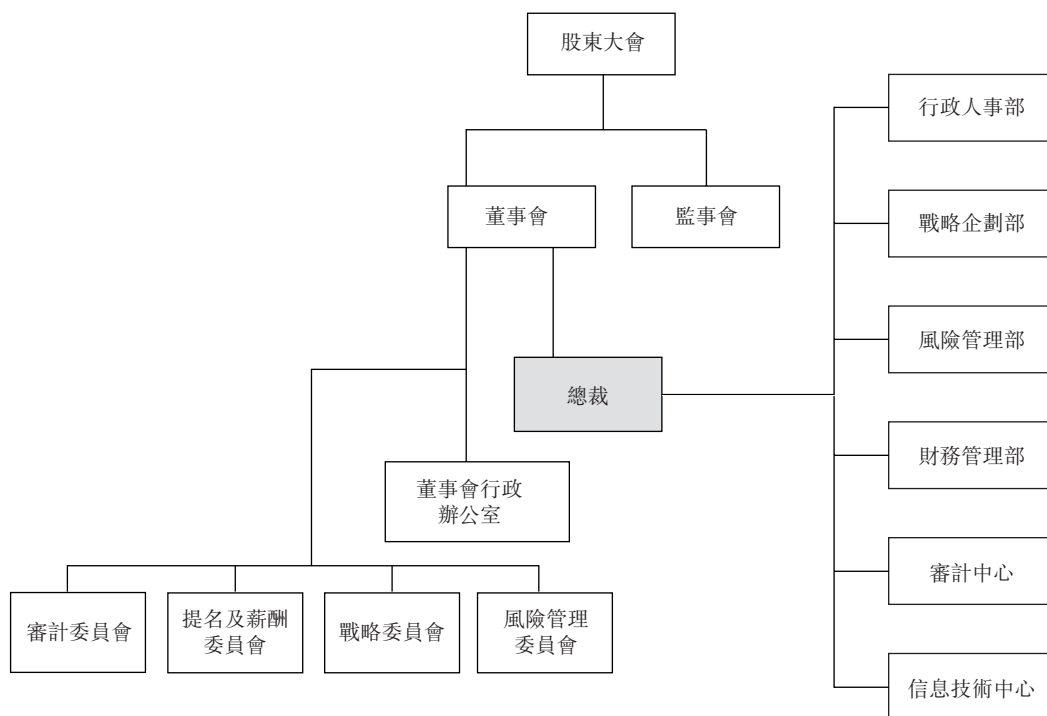 股東大會
董事會
監事會
總裁
董事會行政
辦公室
審計委員會
提名及薪酬
委員會
戰略委員會
風險管理
委員會
行政人事部
戰略企劃部
風險管理部
財務管理部
審計中心
信息技術中心